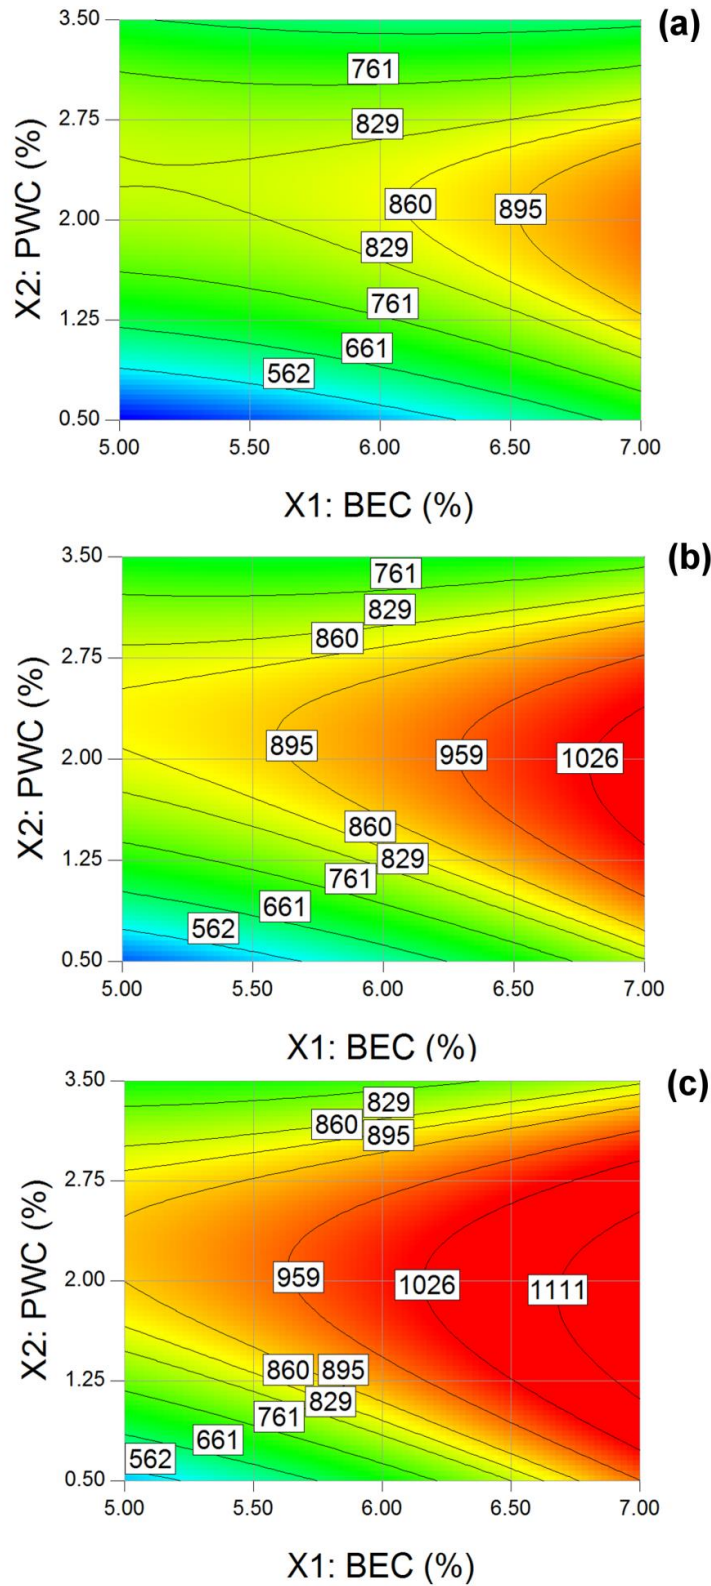 (a)
3.50
761
829
2.75
860
895
2.00
829
761
1.25
661
562
0.50
5.00 5.50 6.00 6.50 7.00
X2: PWC (%)
X1: BEC (%)
(b)
3.50
761
829
860
2.75
895 959 1026
2.00
860
829
1.25
761
661
562
0.50
5.00 5.50 6.00 6.50 7.00
X2: PWC (%)
X1: BEC (%)
(c)
3.50
829
860
895
2.75
2.00
959 1026 1111
860 895
1.25
829
761
661
562
0.50
5.00 5.50 6.00 6.50 7.00
X2: PWC (%)
X1: BEC (%)